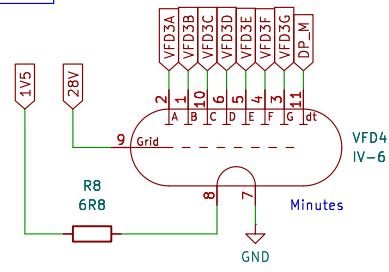 VFD3A VFD3B VFD3C VFD3D VFD3E VFD3F VFD3G DP_M
1V5 28V
2 1 10 6 5 4 3 11
A B C D E F G dt
9 Grid
VFD4
IV-6
R8
6R8
8 7
Minutes
GND